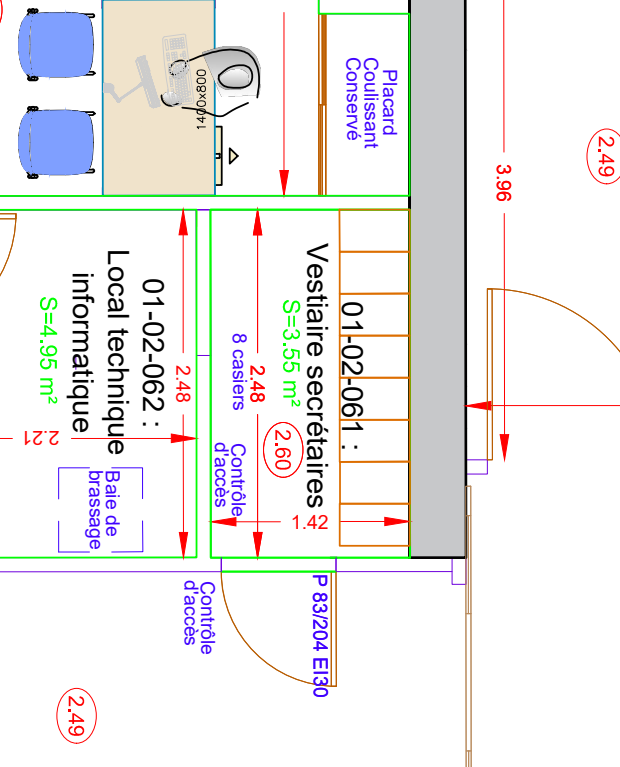 Placard
Coulissant
Conservé
1400x800
2.49
3.96
01-02-061 :
Vestiaire secrétaires
S=3.55 m²
8 casiers
2.48
2.60
Contrôle
d'accès
1.42
01-02-062 :
Local technique
informatique
S=4.95 m²
2.48
2.21
Baie de
brassage
P 83/204 EI30
Contrôle
d'accès
2.49